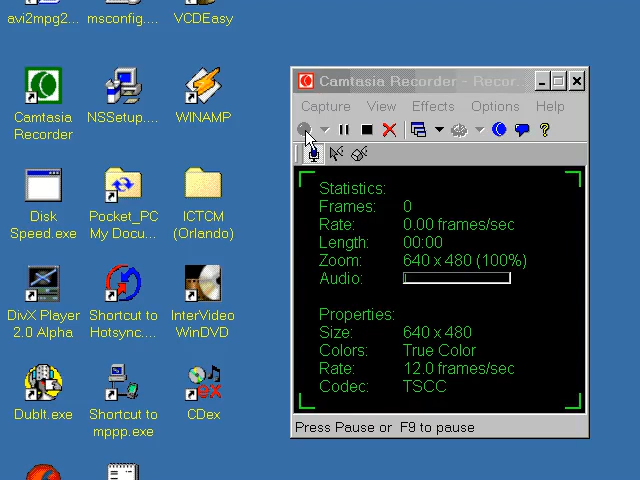 avi2mpg2...
msconfig....
VCDEasy
Camtasia
Recorder
NSSetup....
WINAMP
Disk
Speed.exe
Pocket_PC
My Docu...
ICTCM
(Orlando)
DivX Player
2.0 Alpha
Shortcut to
Hotsync....
InterVideo
WinDVD
DubIt.exe
Shortcut to
mppp.exe
ex
CDex
Camtasia Recorder - Recor...
Capture View Effects Options Help
Statistics:
Frames: 0
Rate: 0.00 frames/sec
Length: 00:00
Zoom: 640 x 480 (100%)
Audio:
Properties:
Size: 640 x 480
Colors: True Color
Rate: 12.0 frames/sec
Codec: TSCC
Press Pause or F9 to pause